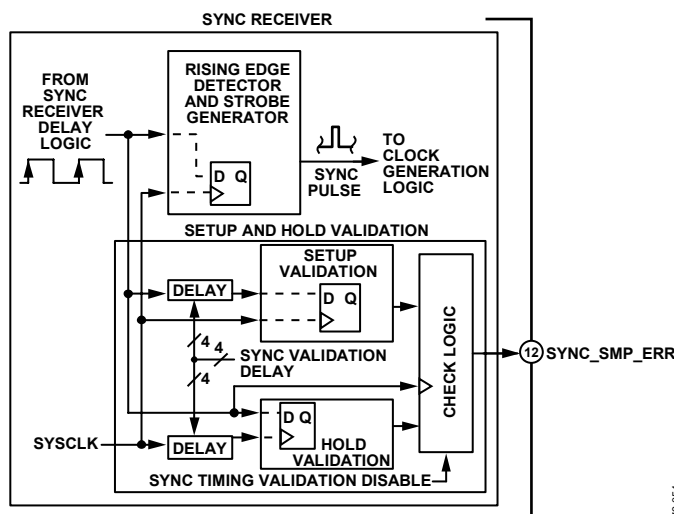 SYNC RECEIVER
RISING EDGE
DETECTOR
AND STROBE
GENERATOR
FROM
SYNC
RECEIVER
DELAY
LOGIC
D Q
SYNC
PULSE
TO
CLOCK
GENERATION
LOGIC
SETUP AND HOLD VALIDATION
SETUP
VALIDATION
DELAY
D Q
4
4
4
SYNC VALIDATION
DELAY
CHECK LOGIC
12 SYNC_SMP_ERR
D Q
SYSCLK
DELAY
HOLD
VALIDATION
SYNC TIMING VALIDATION DISABLE